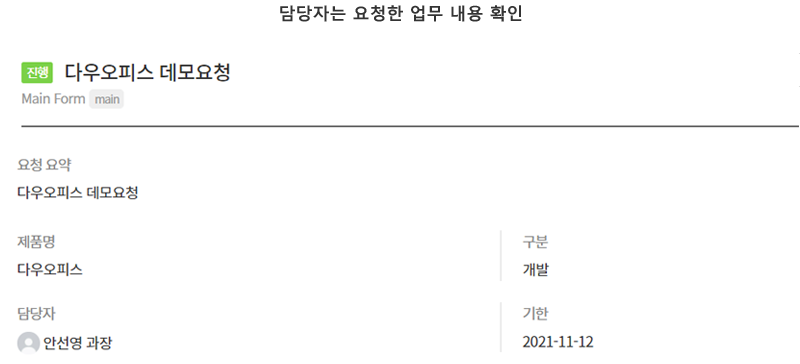 담당자는 요청한 업무 내용 확인
진행 다우오피스 데모요청
Main Form main
요청 요약
다우오피스 데모요청
제품명
다우오피스
구분
개발
담당자
안선영 과장
기한
2021-11-12